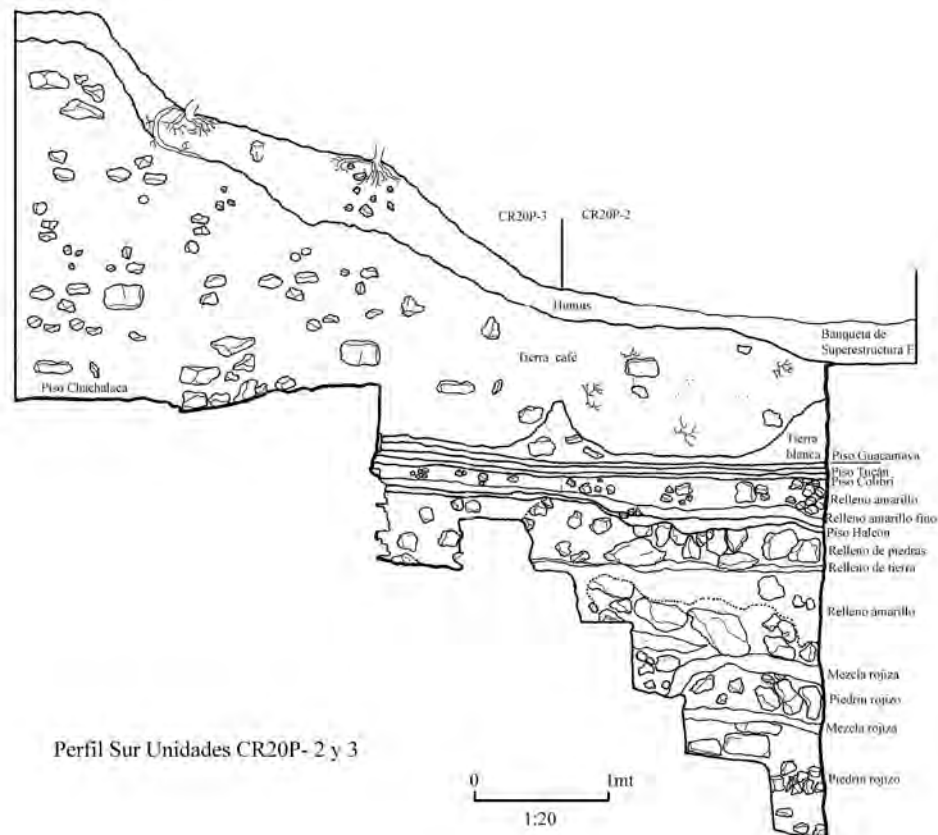 CR20P-3
CR20P-2
Humus
Banqueta de
Superestructura F
Tierra café
Piso Chachalaca
Tierra
blanca
Piso Guacamaya
Piso Tucán
Piso Colibrí
Relleno amarillo
Relleno amarillo fino
Piso Halcón
Relleno de piedras
Relleno de tierra
Relleno amarillo
Mezcla rojiza
Piedrín rojizo
Mezcla rojiza
Piedrín rojizo
Perfil Sur Unidades CR20P- 2 y 3
0 1mt
1:20